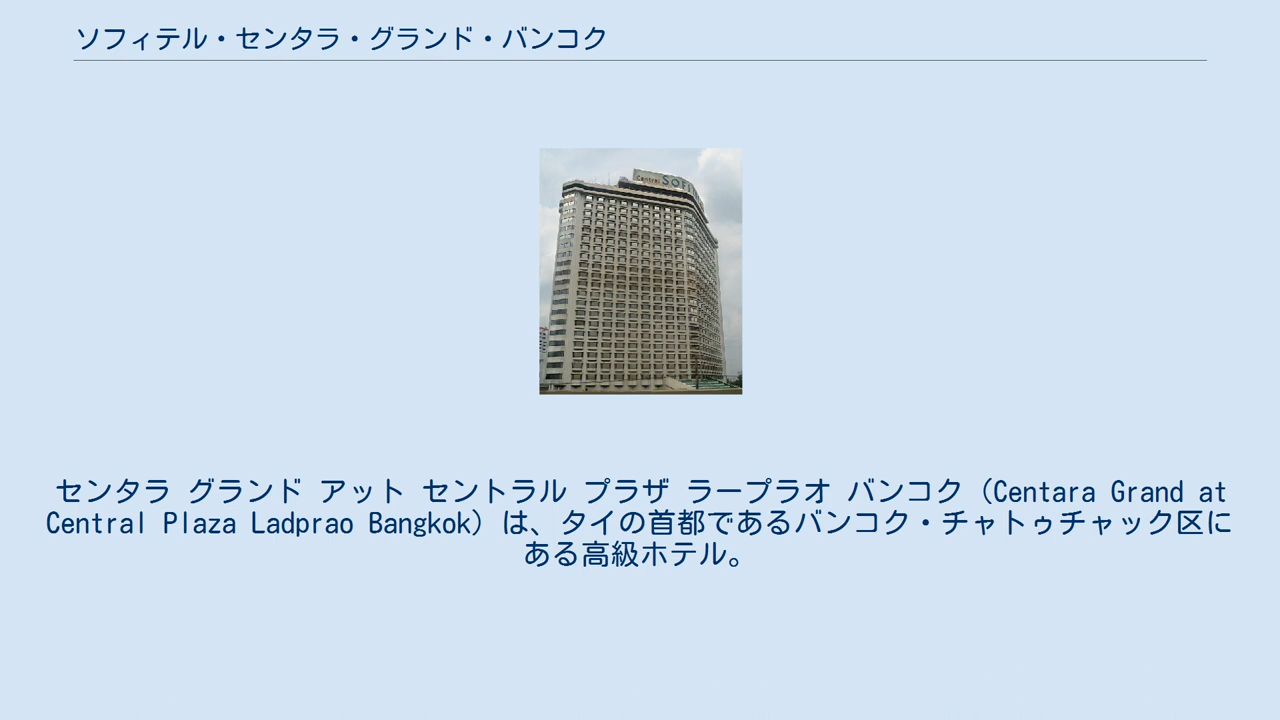 ソフィテル・センタラ・グランド・バンコク
Central SOFI
センタラ グランド アット セントラル プラザ ラープラオ バンコク（Centara Grand at
Central Plaza Ladprao Bangkok）は、タイの首都であるバンコク・チャトゥチャック区に
ある高級ホテル。